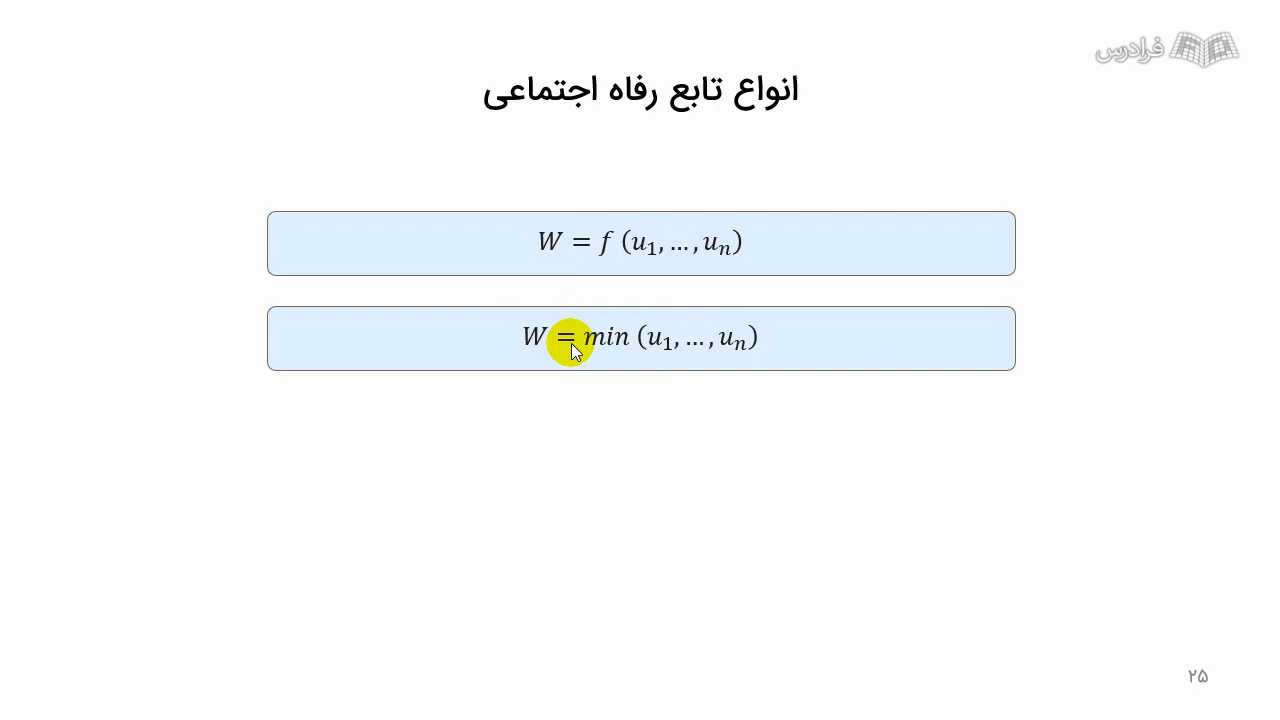 فرادرس
انواع تابع رفاه اجتماعی
W = f (u₁, … , uₙ)
W = min (u₁, … , uₙ)
۲۵